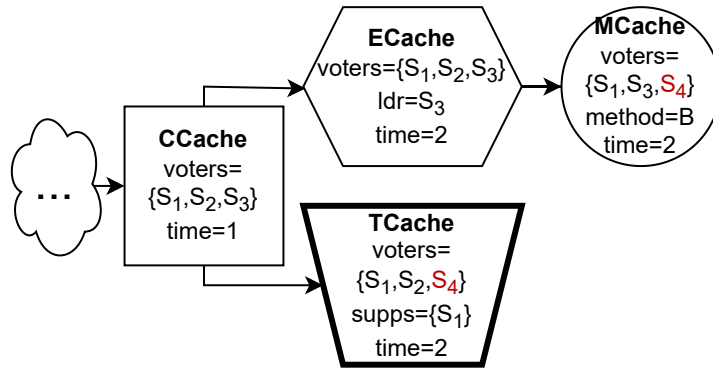 ...
CCache
voters=
{S₁,S₂,S₃}
time=1
ECache
voters={S₁,S₂,S₃}
ldr=S₃
time=2
MCache
voters=
{S₁,S₃,S₄}
method=B
time=2
TCache
voters=
{S₁,S₂,S₄}
supps={S₁}
time=2